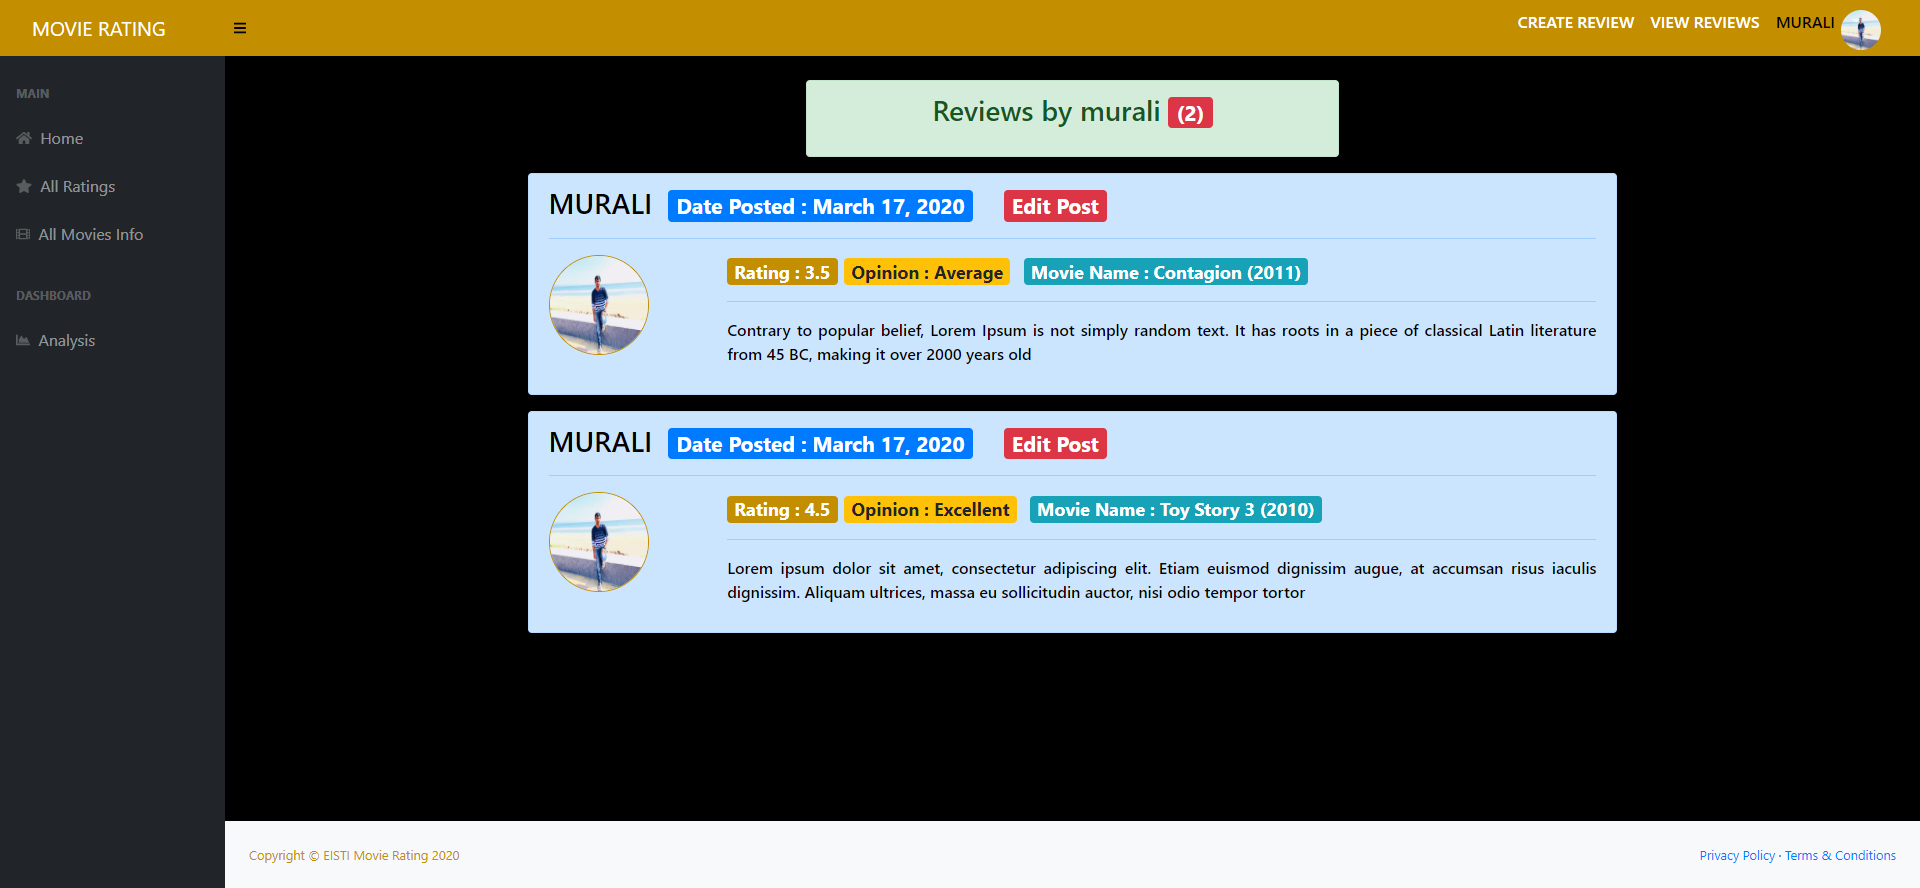 MOVIE RATING
CREATE REVIEW VIEW REVIEWS MURALI
MAIN
Home
All Ratings
All Movies Info
DASHBOARD
Analysis
Reviews by murali (2)
MURALI Date Posted : March 17, 2020 Edit Post
Rating : 3.5 Opinion : Average Movie Name : Contagion (2011)
Contrary to popular belief, Lorem Ipsum is not simply random text. It has roots in a piece of classical Latin literature
from 45 BC, making it over 2000 years old
MURALI Date Posted : March 17, 2020 Edit Post
Rating : 4.5 Opinion : Excellent Movie Name : Toy Story 3 (2010)
Lorem ipsum dolor sit amet, consectetur adipiscing elit. Etiam euismod dignissim augue, at accumsan risus iaculis
dignissim. Aliquam ultrices, massa eu sollicitudin auctor, nisi odio tempor tortor
Copyright © EISTI Movie Rating 2020
Privacy Policy · Terms & Conditions